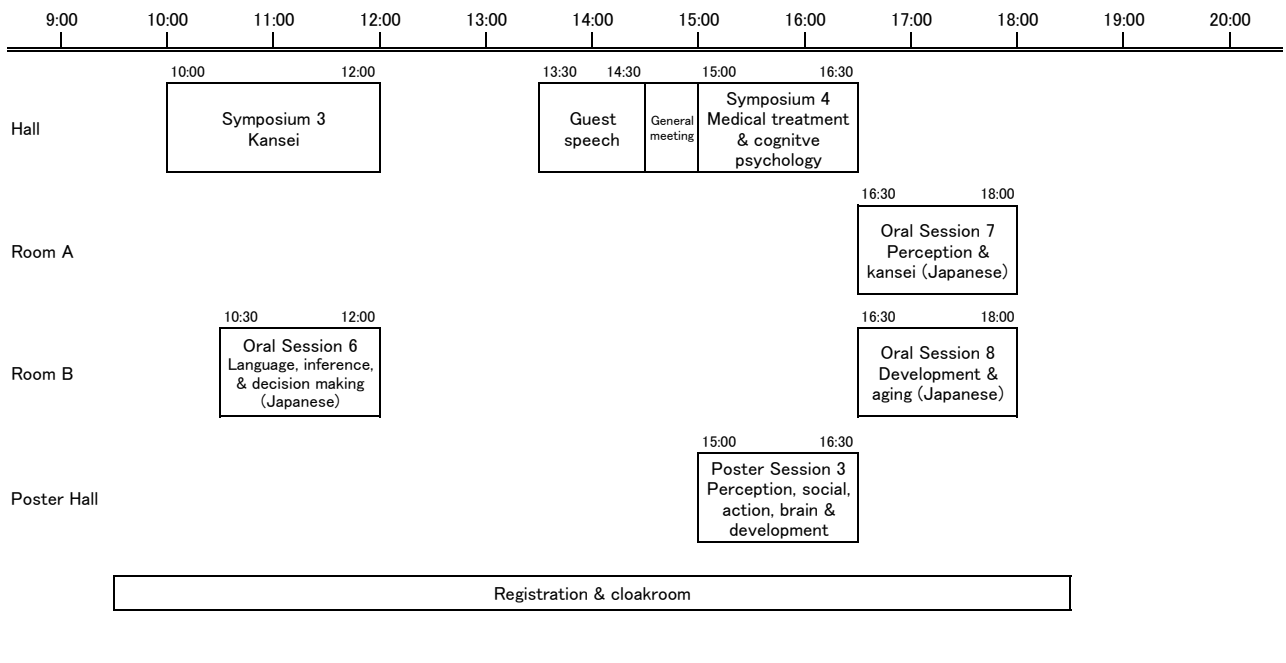 9:00 10:00 11:00 12:00 13:00 14:00 15:00 16:00 17:00 18:00 19:00 20:00
10:00 12:00 13:30 14:30 15:00 16:30
Hall
Symposium 3
Kansei
Guest
speech
General
meeting
Symposium 4
Medical treatment
& cognitve
psychology
16:30 18:00
Room A
Oral Session 7
Perception &
kansei (Japanese)
10:30 12:00 16:30 18:00
Room B
Oral Session 6
Language, inference,
& decision making
(Japanese)
Oral Session 8
Development &
aging (Japanese)
15:00 16:30
Poster Hall
Poster Session 3
Perception, social,
action, brain &
development
Registration & cloakroom